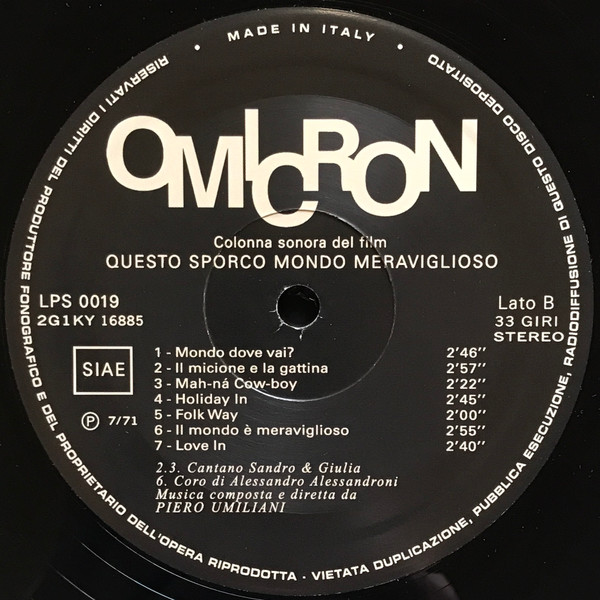 • MADE IN ITALY •
RISERVATI I DIRITTI DEL PRODUTTORE FONOGRAFICO E DEL PROPRIETARIO DELL'OPERA RIPRODOTTA - VIETATA DUPLICAZIONE, PUBBLICA ESECUZIONE, RADIODIFFUSIONE DI QUESTO DISCO DEPOSITATO
OMICRON
Colonna sonora del film
QUESTO SPORCO MONDO MERAVIGLIOSO
LPS 0019
2G1KY 16885
Lato B
33 GIRI
STEREO
SIAE
℗ 7/71
1 - Mondo dove vai? 2'46''
2 - Il micione e la gattina 2'57''
3 - Mah-ná Cow-boy 2'22''
4 - Holiday In 2'45''
5 - Folk Way 2'00''
6 - Il mondo è meraviglioso 2'55''
7 - Love In 2'40''
2.3. Cantano Sandro & Giulia
6. Coro di Alessandro Alessandroni
Musica composta e diretta da
PIERO UMILIANI